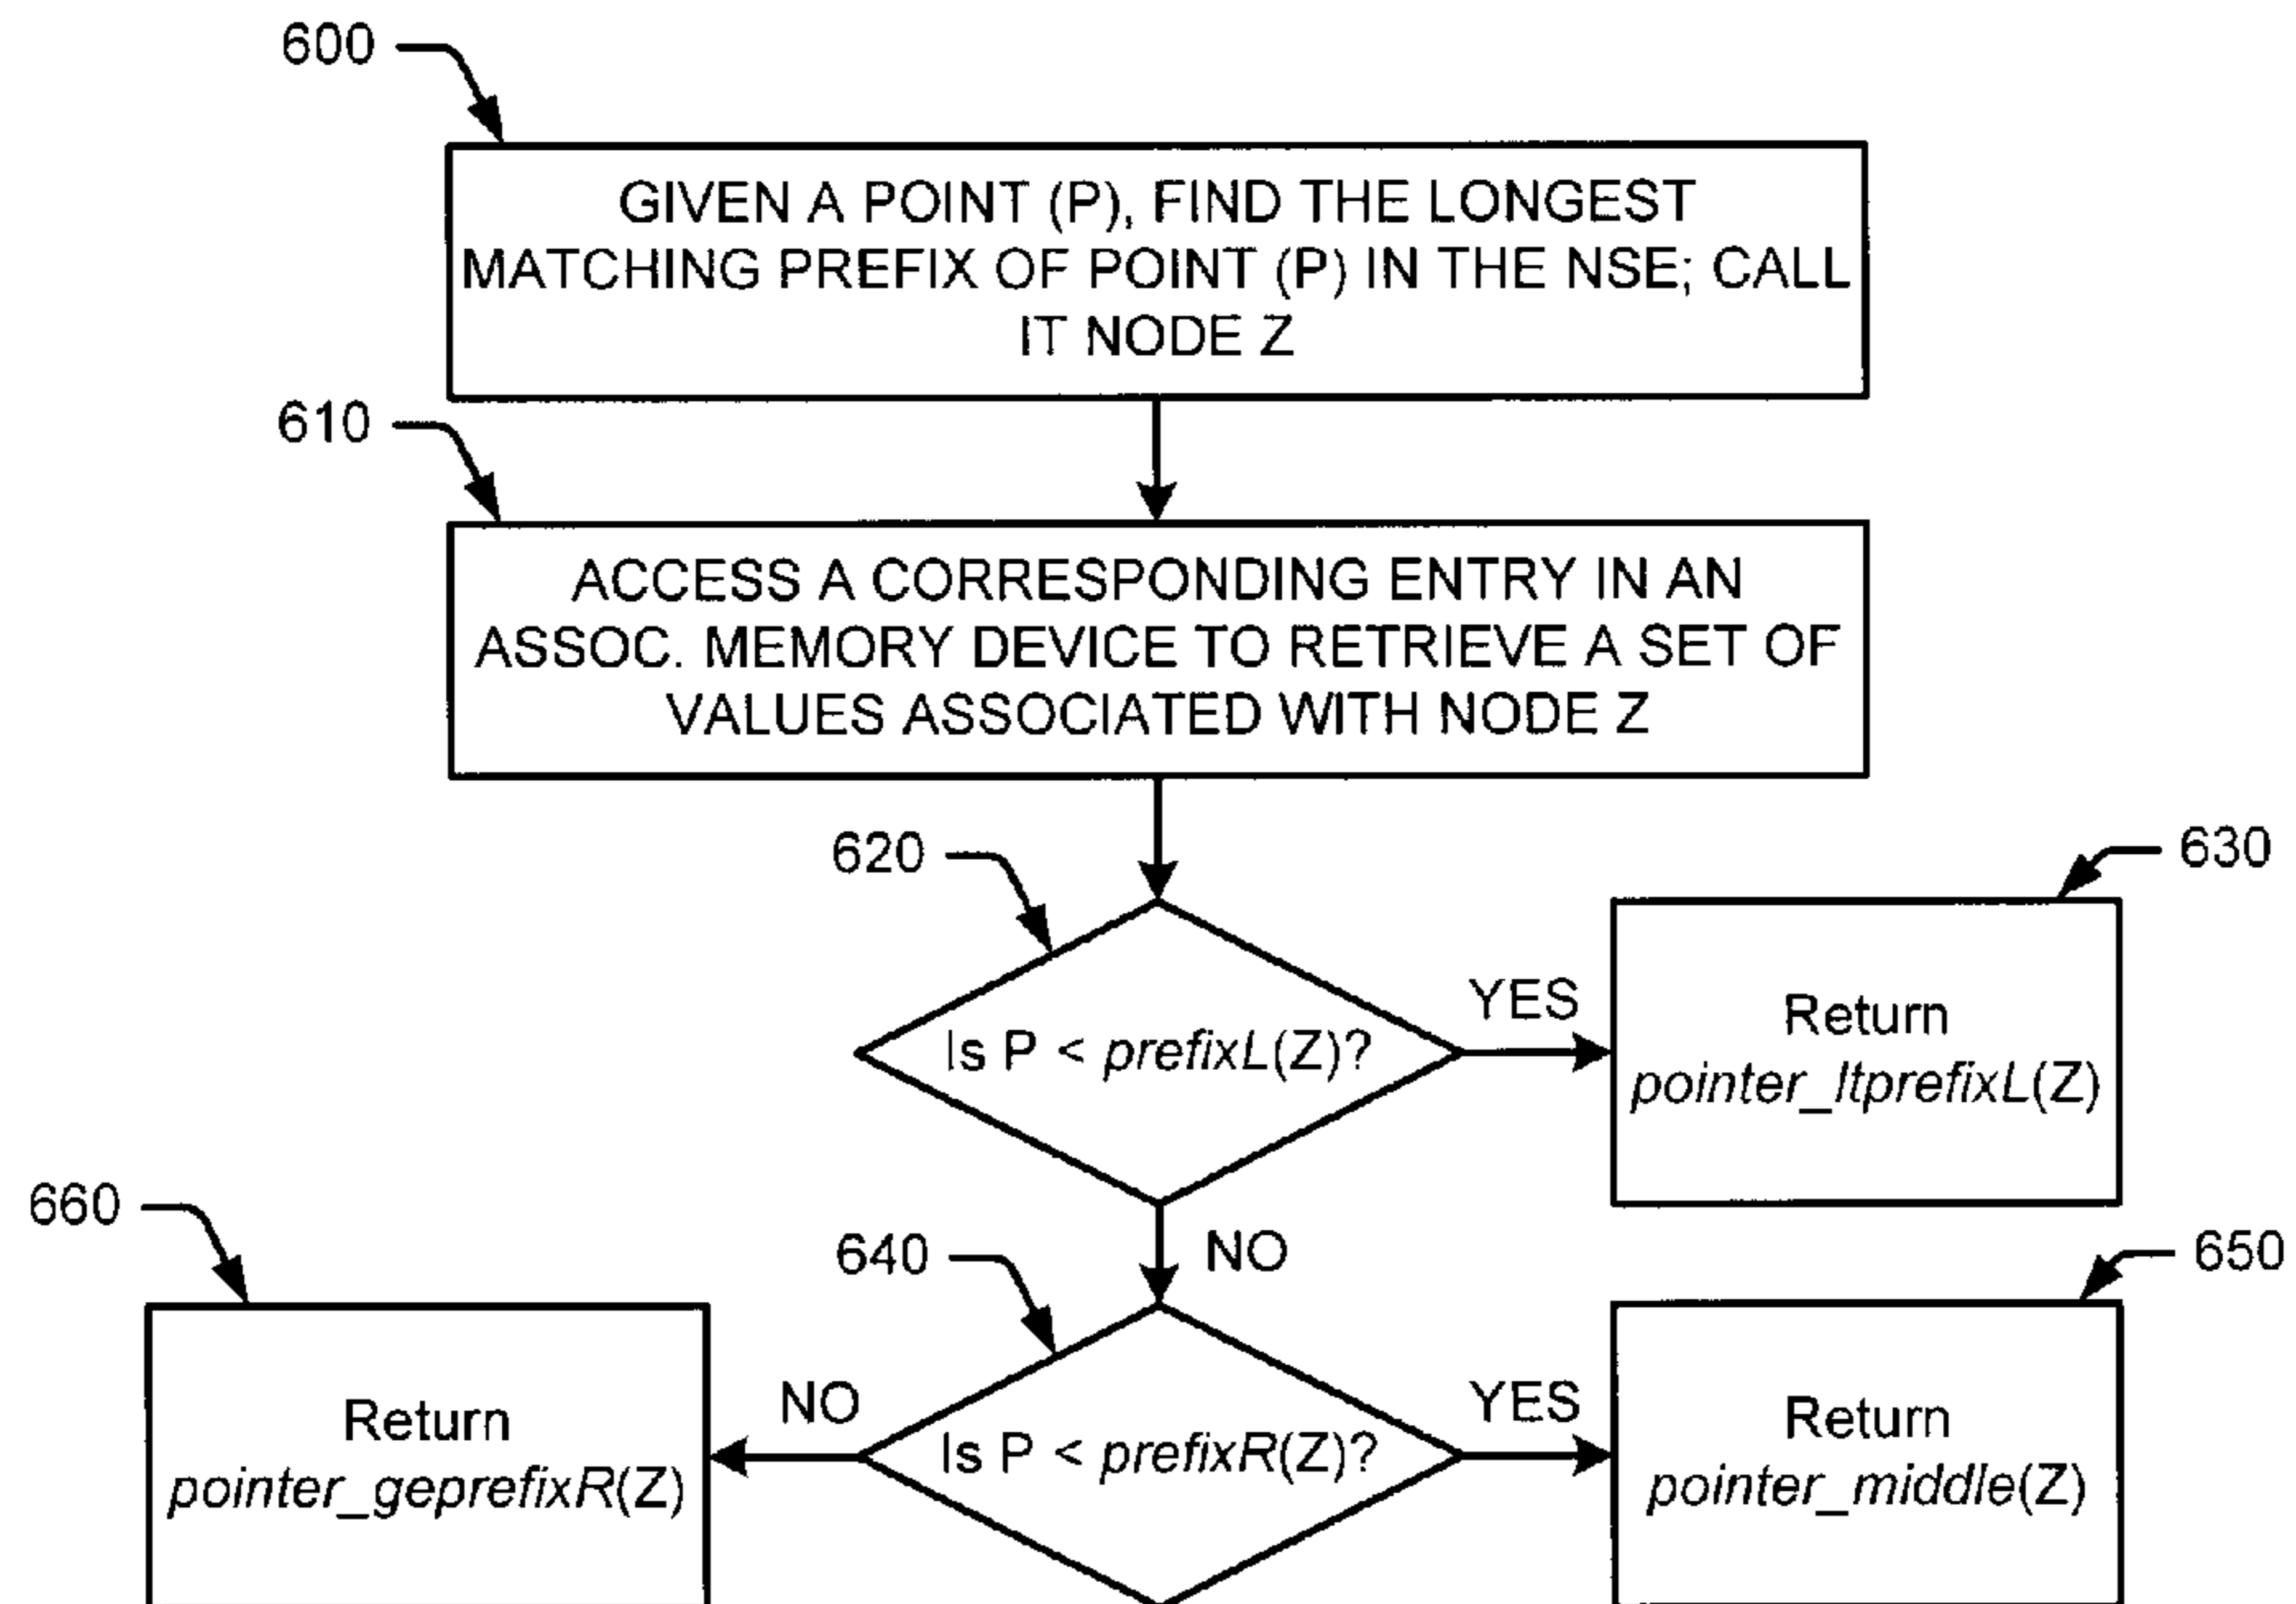 600
GIVEN A POINT (P), FIND THE LONGEST
MATCHING PREFIX OF POINT (P) IN THE NSE; CALL
IT NODE Z
610
ACCESS A CORRESPONDING ENTRY IN AN
ASSOC. MEMORY DEVICE TO RETRIEVE A SET OF
VALUES ASSOCIATED WITH NODE Z
620
630
Is P < prefixL(Z)?
YES
Return
pointer_ltprefixL(Z)
NO
660
640
650
Return
pointer_geprefixR(Z)
NO
Is P < prefixR(Z)?
YES
Return
pointer_middle(Z)